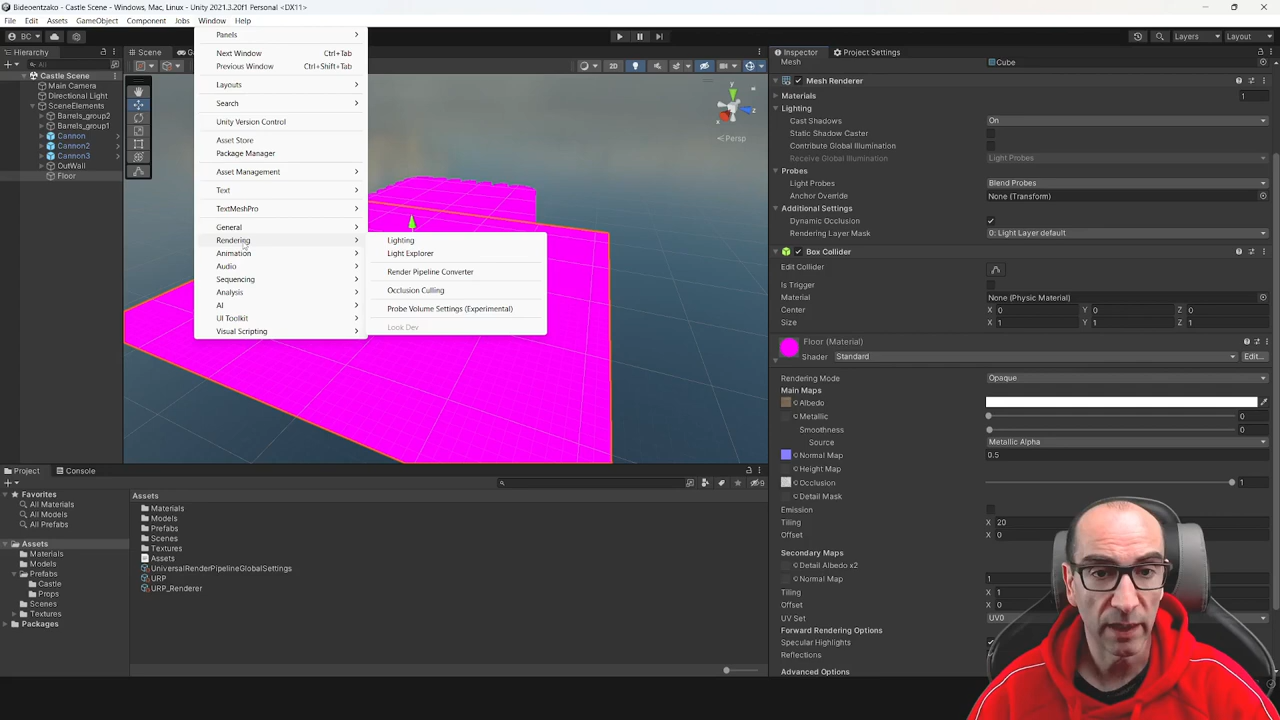 Bideoentzako - Castle Scene - Windows, Mac, Linux - Unity 2021.3.20f1 Personal <DX11>
File Edit Assets GameObject Component Jobs Window Help
BC
Layers Layout
Hierarchy
All
Castle Scene
Main Camera
Directional Light
SceneElements
Barrels_group2
Barrels_group1
Cannon
Cannon2
Cannon3
OutWall
Floor
Scene
2D
Persp
Panels
Next Window Ctrl+Tab
Previous Window Ctrl+Shift+Tab
Layouts
Search
Unity Version Control
Asset Store
Package Manager
Asset Management
Text
TextMeshPro
General
Rendering
Animation
Audio
Sequencing
Analysis
AI
UI Toolkit
Visual Scripting
Lighting
Light Explorer
Render Pipeline Converter
Occlusion Culling
Probe Volume Settings (Experimental)
Look Dev
Inspector Project Settings
Mesh Cube
Mesh Renderer
Materials 1
Lighting
Cast Shadows On
Static Shadow Caster
Contribute Global Illumination
Receive Global Illumination Light Probes
Probes
Light Probes Blend Probes
Anchor Override None (Transform)
Additional Settings
Dynamic Occlusion
Rendering Layer Mask 0: Light Layer default
Box Collider
Edit Collider
Is Trigger
Material None (Physic Material)
Center X 0 Y 0 Z 0
Size X 1 Y 1 Z 1
Floor (Material)
Shader Standard Edit...
Rendering Mode Opaque
Main Maps
Albedo
Metallic 0
Smoothness 0
Source Metallic Alpha
Normal Map 0.5
Height Map
Occlusion 1
Detail Mask
Emission
Tiling X 20
Offset X 0
Secondary Maps
Detail Albedo x2
Normal Map 1
Tiling X 1
Offset X 0
UV Set UV0
Forward Rendering Options
Specular Highlights
Reflections
Advanced Options
Project Console
9
Favorites
All Materials
All Models
All Prefabs
Assets
Materials
Models
Prefabs
Castle
Props
Scenes
Textures
Packages
Assets
Materials
Models
Prefabs
Scenes
Textures
Assets
UniversalRenderPipelineGlobalSettings
URP
URP_Renderer